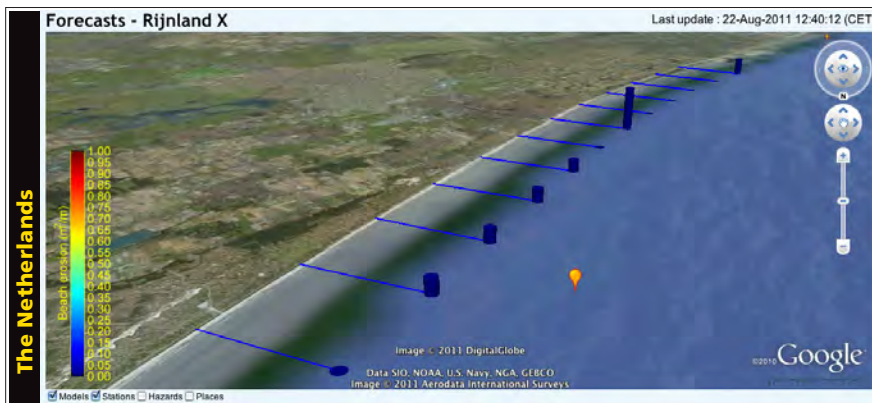 Forecasts - Rijnland X
Last update : 22-Aug-2011 12:40:12 (CET
The Netherlands
Beach erosion (m³/m)
1.00
0.95
0.90
0.85
0.80
0.75
0.70
0.65
0.60
0.55
0.50
0.45
0.40
0.35
0.30
0.25
0.20
0.15
0.10
0.05
0.00
N
Image © 2011 DigitalGlobe
Data SIO, NOAA, U.S. Navy, NGA, GEBCO
Image © 2011 Aerodata International Surveys
©2010 Google
Models Stations Hazards Places